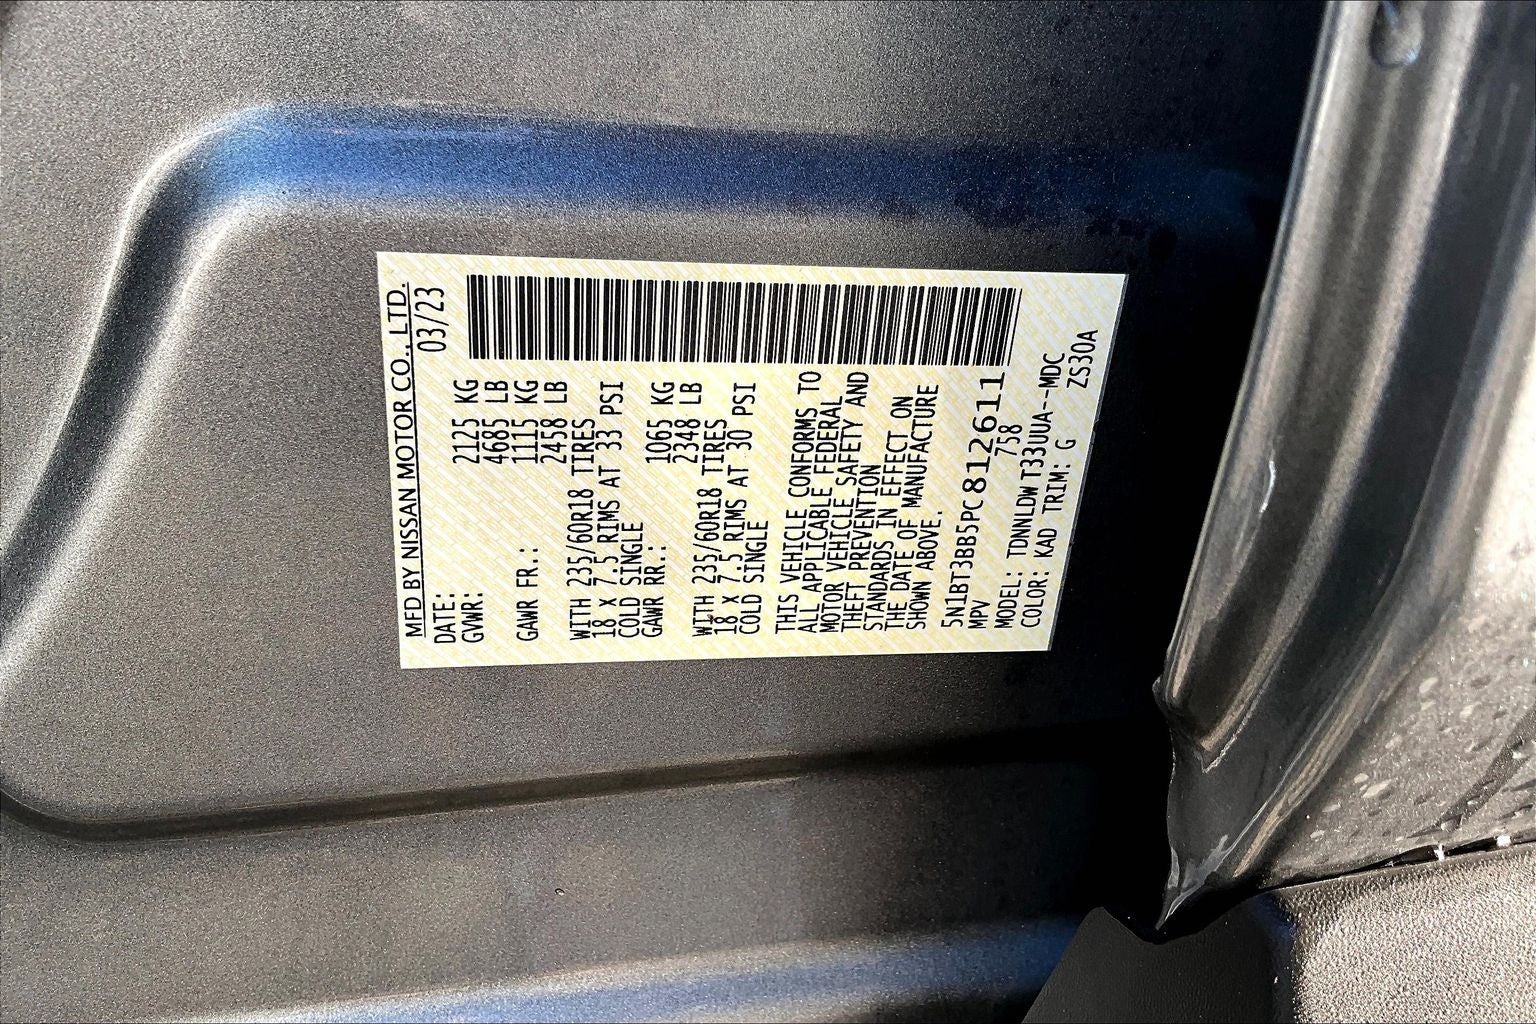 MFD BY NISSAN MOTOR CO., LTD.
DATE: 03/23
GVWR: 2125 KG
4685 LB
GAWR FR.: 1115 KG
2458 LB
WITH 235/60R18 TIRES
18 X 7.5 RIMS AT 33 PSI
COLD SINGLE
GAWR RR.: 1065 KG
2348 LB
WITH 235/60R18 TIRES
18 X 7.5 RIMS AT 30 PSI
COLD SINGLE
THIS VEHICLE CONFORMS TO
ALL APPLICABLE FEDERAL
MOTOR VEHICLE SAFETY AND
THEFT PREVENTION
STANDARDS IN EFFECT ON
THE DATE OF MANUFACTURE
SHOWN ABOVE.
5N1BT3BB5PC812611
MPV 758
MODEL: TDNNLDWT33UUA--MDC
COLOR: KAD TRIM: G ZS30A